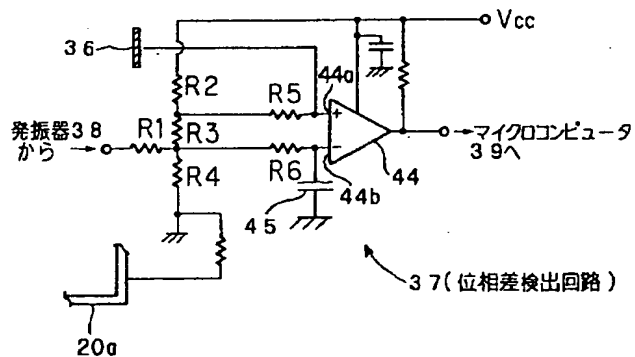 Vcc
36
R2
R5
44a
+
発振器38
から
R1
R3
マイクロコンピュータ
39へ
R4
R6
−
44
44b
45
37(位相差検出回路)
20a